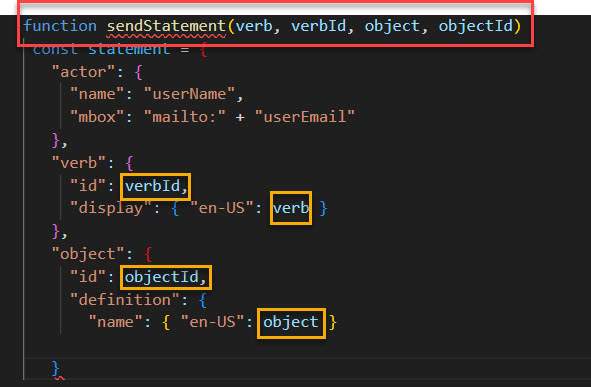 function sendStatement(verb, verbId, object, objectId)
const statement = {
"actor": {
"name": "userName",
"mbox": "mailto:" + "userEmail"
},
"verb": {
"id": verbId,
"display": { "en-US": verb }
},
"object": {
"id": objectId,
"definition": {
"name": { "en-US": object }
}